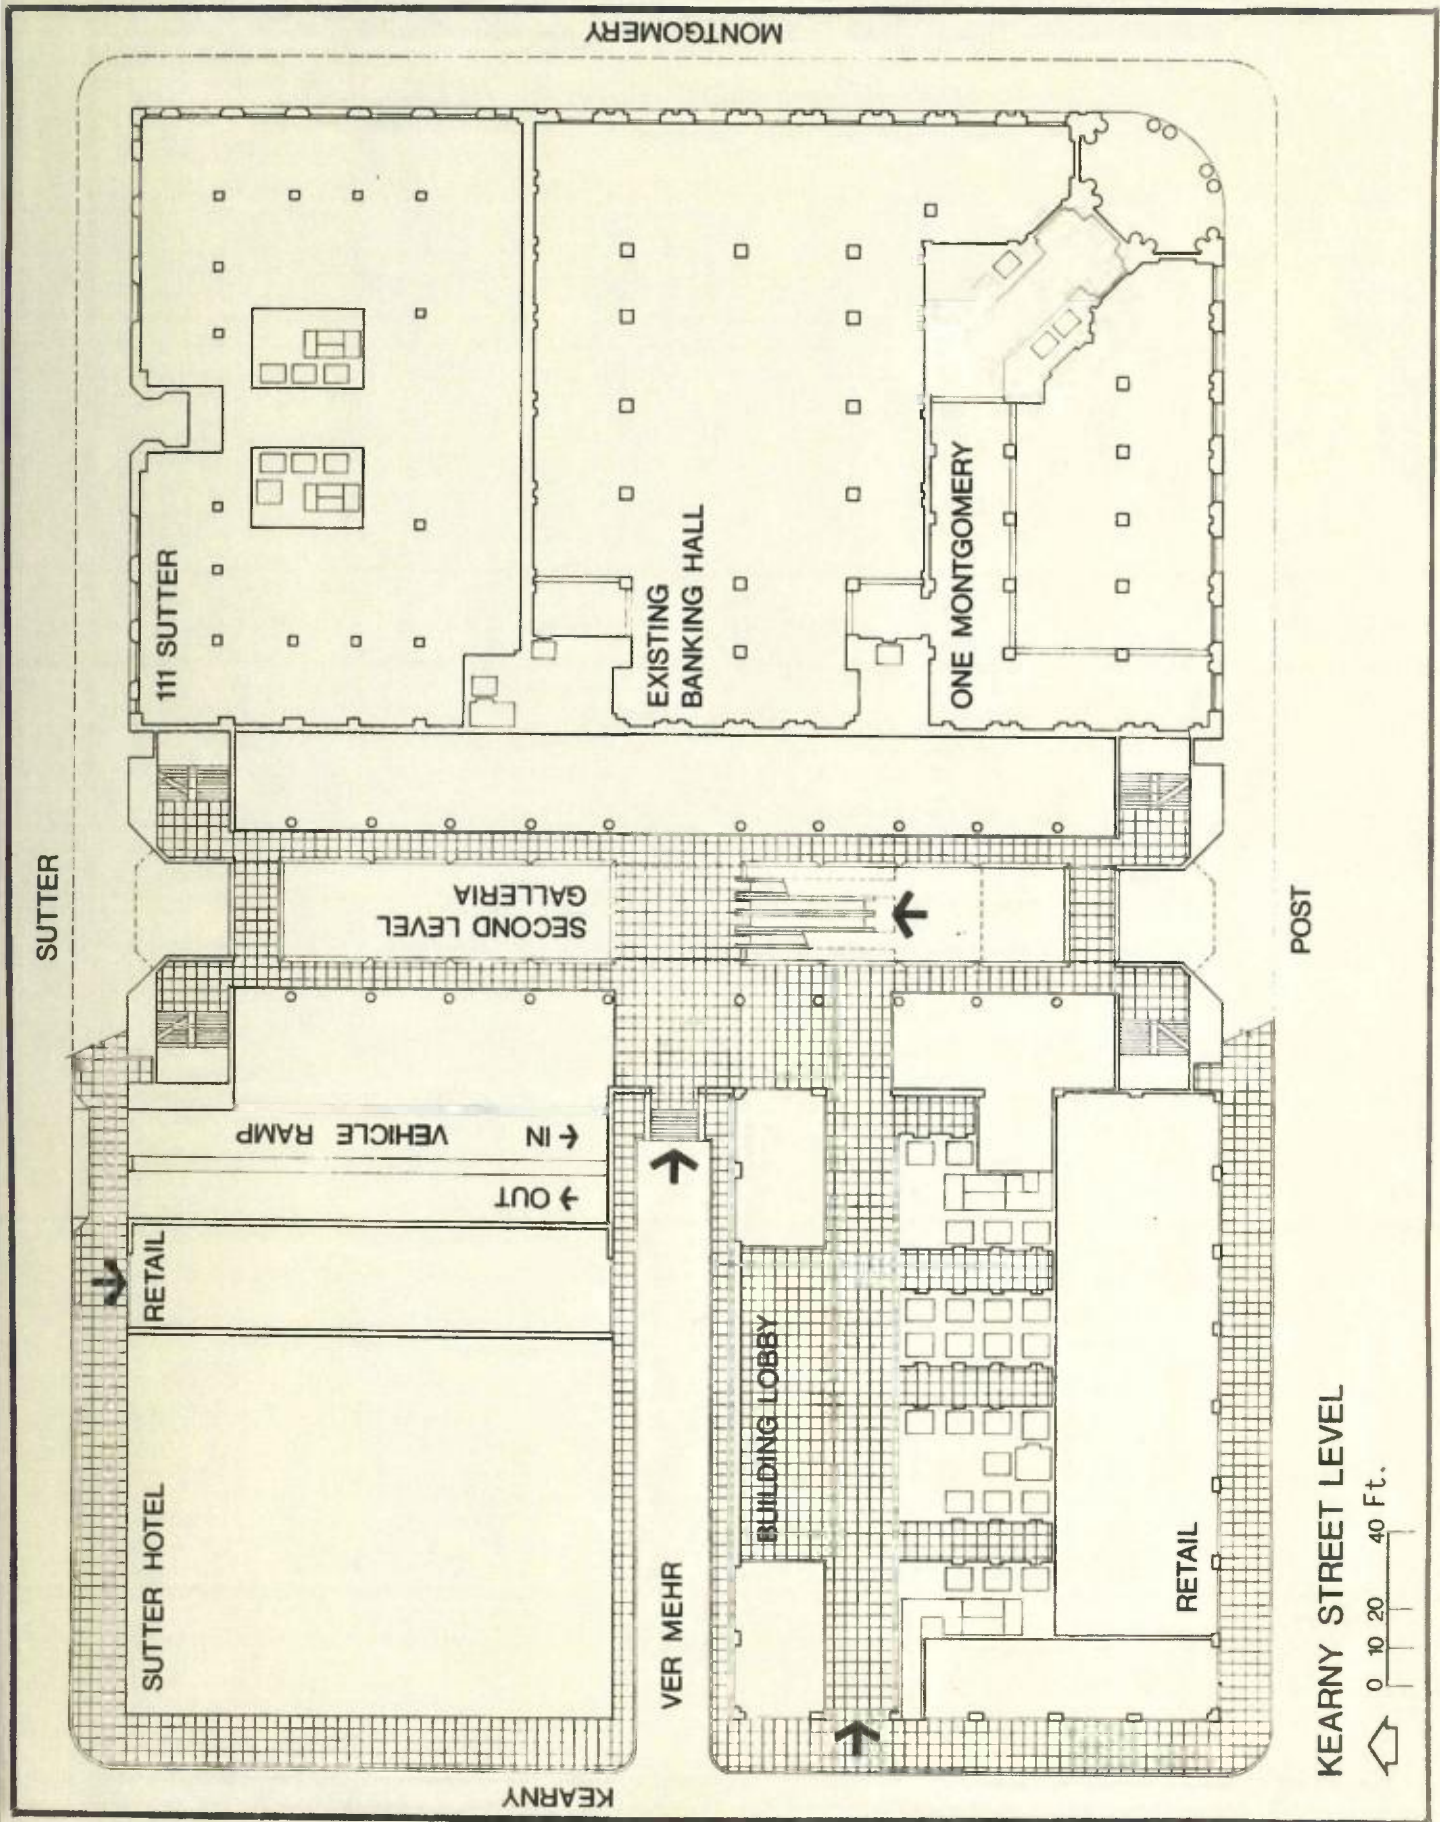 SUTTER
MONTGOMERY
111 SUTTER
EXISTING
BANKING HALL
ONE MONTGOMERY
SECOND LEVEL
GALLERIA
VEHICLE RAMP
IN
OUT
RETAIL
SUTTER HOTEL
VER MEHR
BUILDING LOBBY
RETAIL
KEARNY
POST
KEARNY STREET LEVEL
0 10 20 40 Ft.